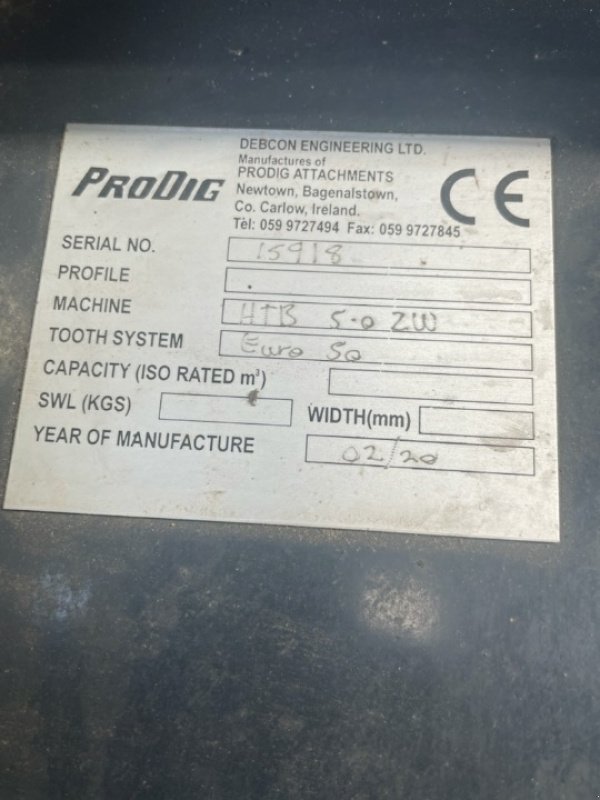 PRODIG
DEBCON ENGINEERING LTD.
Manufactures of
PRODIG ATTACHMENTS
Newtown, Bagenalstown,
Co. Carlow, Ireland.
Tel: 059 9727494 Fax: 059 9727845
CE
SERIAL NO. 15918
PROFILE
MACHINE HTB 5.0 ZW
TOOTH SYSTEM Euro 50
CAPACITY (ISO RATED m³)
SWL (KGS) WIDTH(mm)
YEAR OF MANUFACTURE 02/20